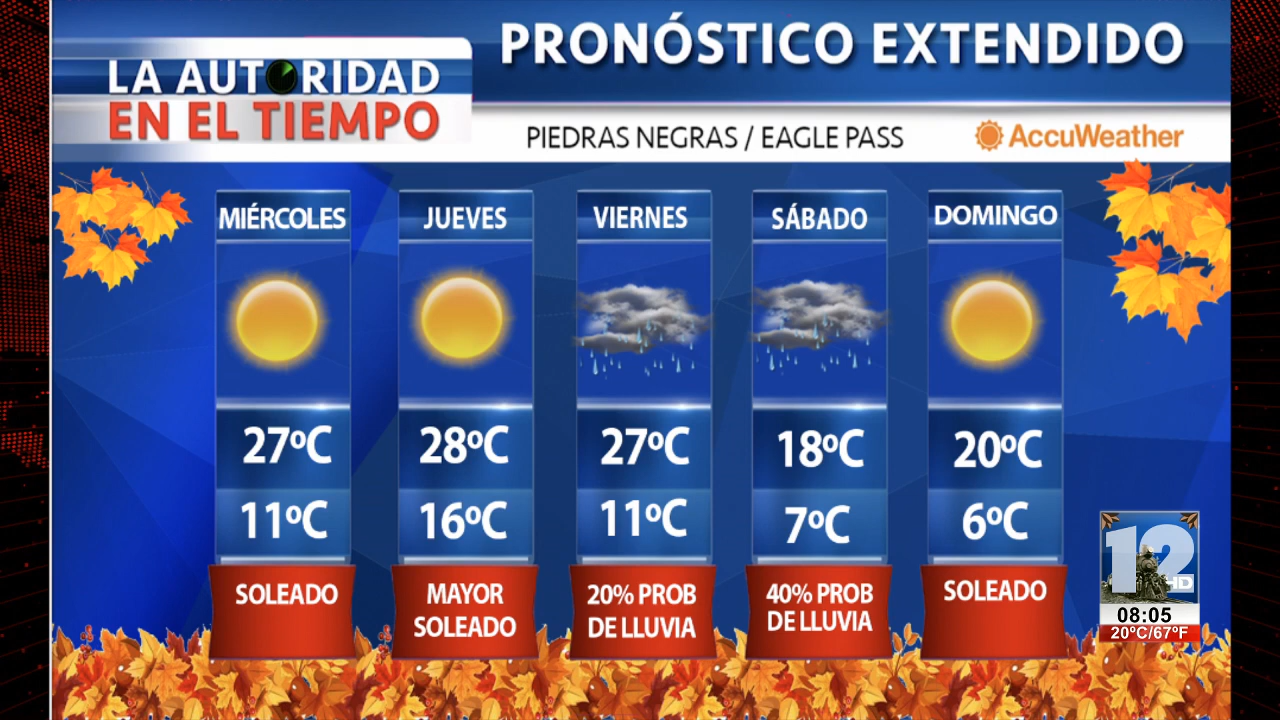 PRONÓSTICO EXTENDIDO
LA AUTORIDAD
EN EL TIEMPO
PIEDRAS NEGRAS / EAGLE PASS
AccuWeather
MIÉRCOLES
27ºC
11ºC
SOLEADO
JUEVES
28ºC
16ºC
MAYOR
SOLEADO
VIERNES
27ºC
11ºC
20% PROB
DE LLUVIA
SÁBADO
18ºC
7ºC
40% PROB
DE LLUVIA
DOMINGO
20ºC
6ºC
SOLEADO
12
HD
08:05
20ºC/67ºF